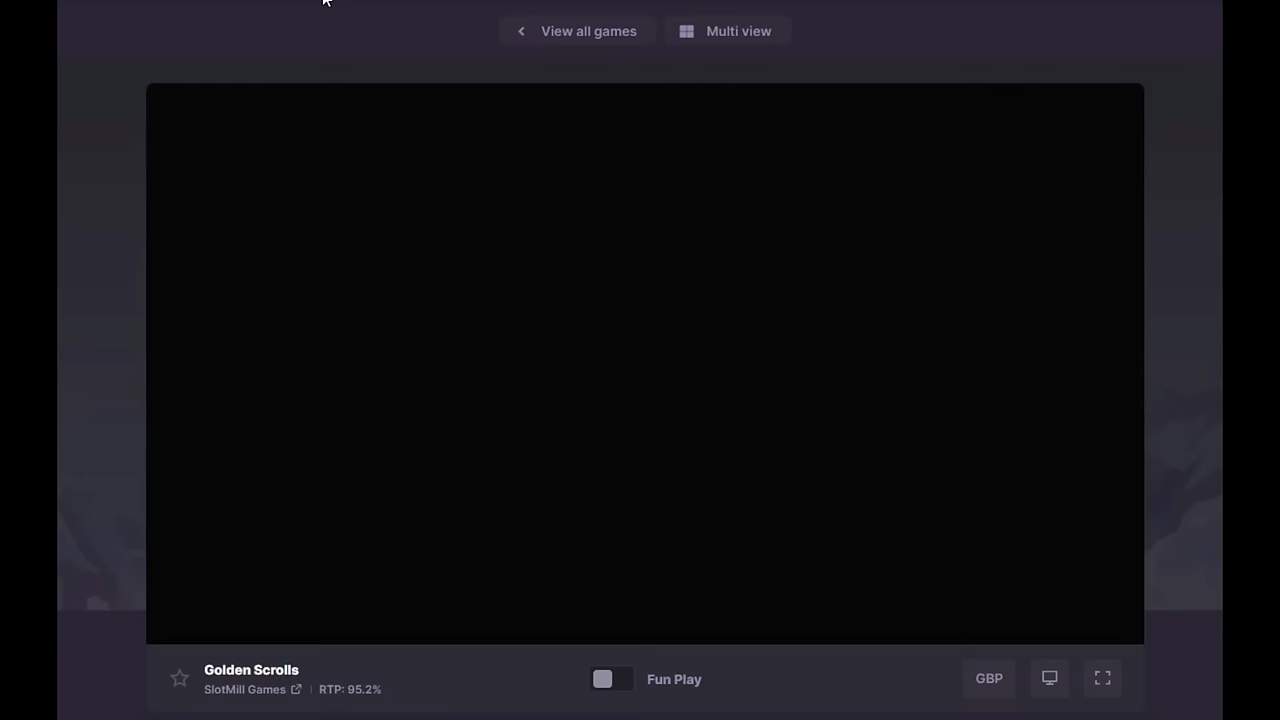 View all games
Multi view
Golden Scrolls
SlotMill Games
RTP: 95.2%
Fun Play
GBP